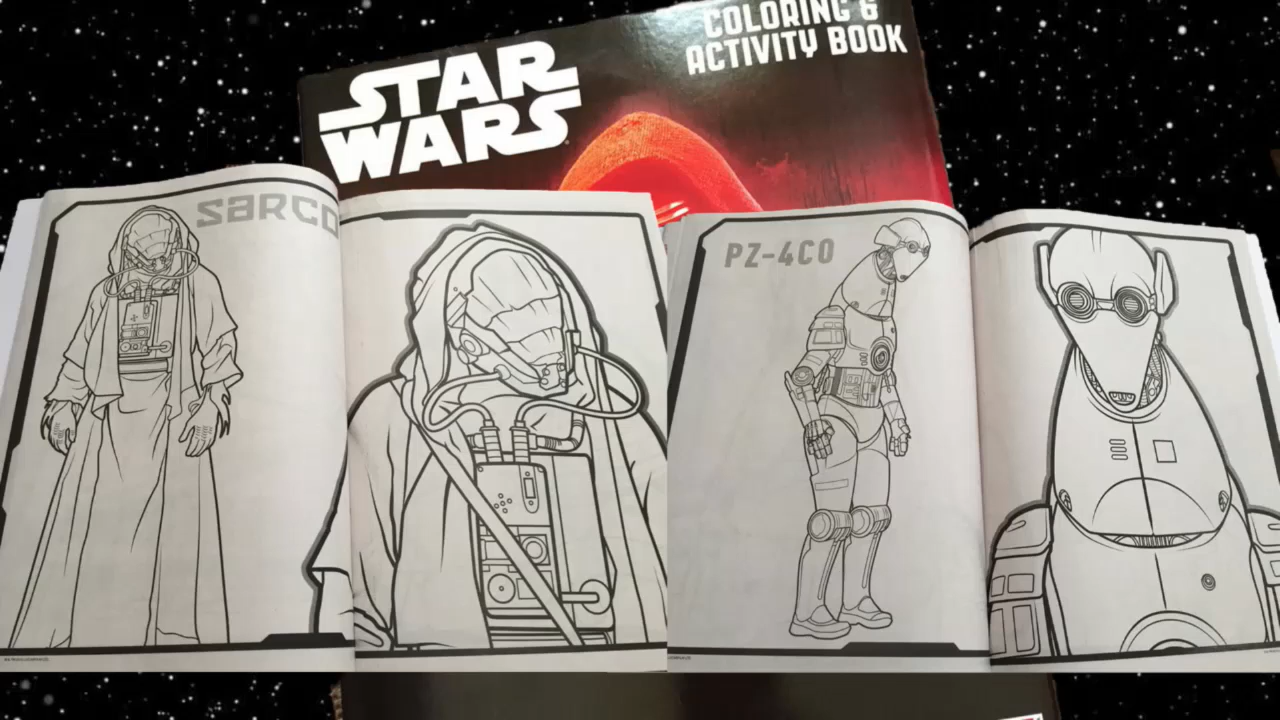 COLORING &
ACTIVITY BOOK
STAR
WARS
SARCO
PZ-4CO